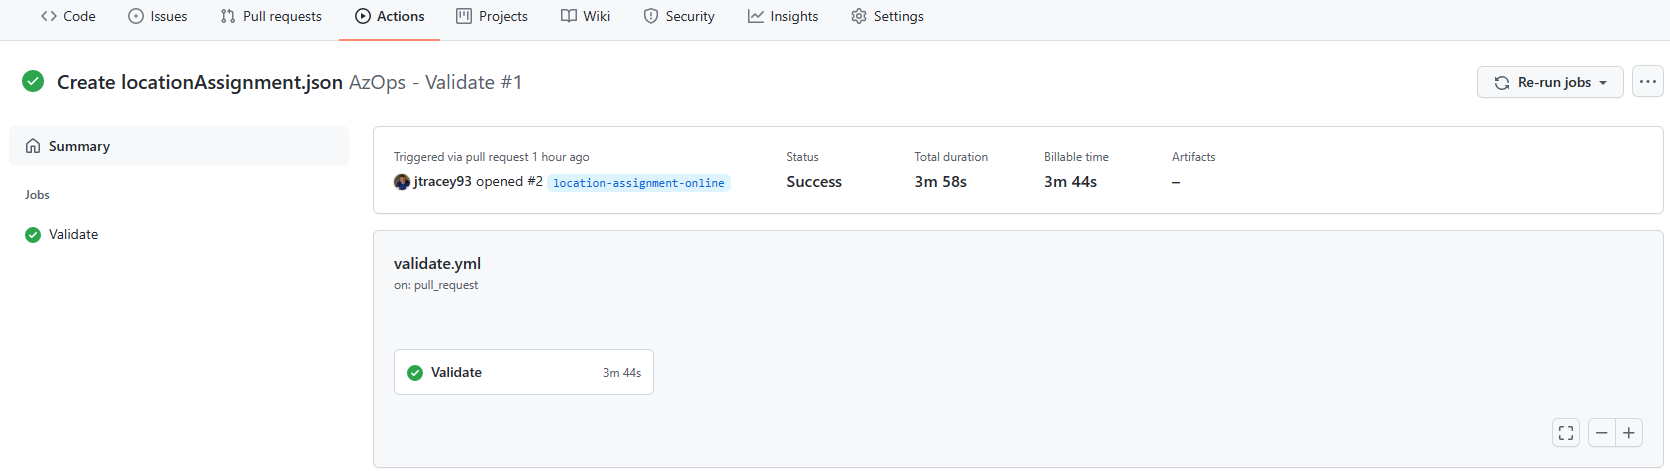 Code Issues Pull requests Actions Projects Wiki Security Insights Settings
Create locationAssignment.json AzOps - Validate #1
Re-run jobs
Summary
Jobs
Validate
Triggered via pull request 1 hour ago
jtracey93 opened #2 location-assignment-online
Status
Success
Total duration
3m 58s
Billable time
3m 44s
Artifacts
–
validate.yml
on: pull_request
Validate 3m 44s